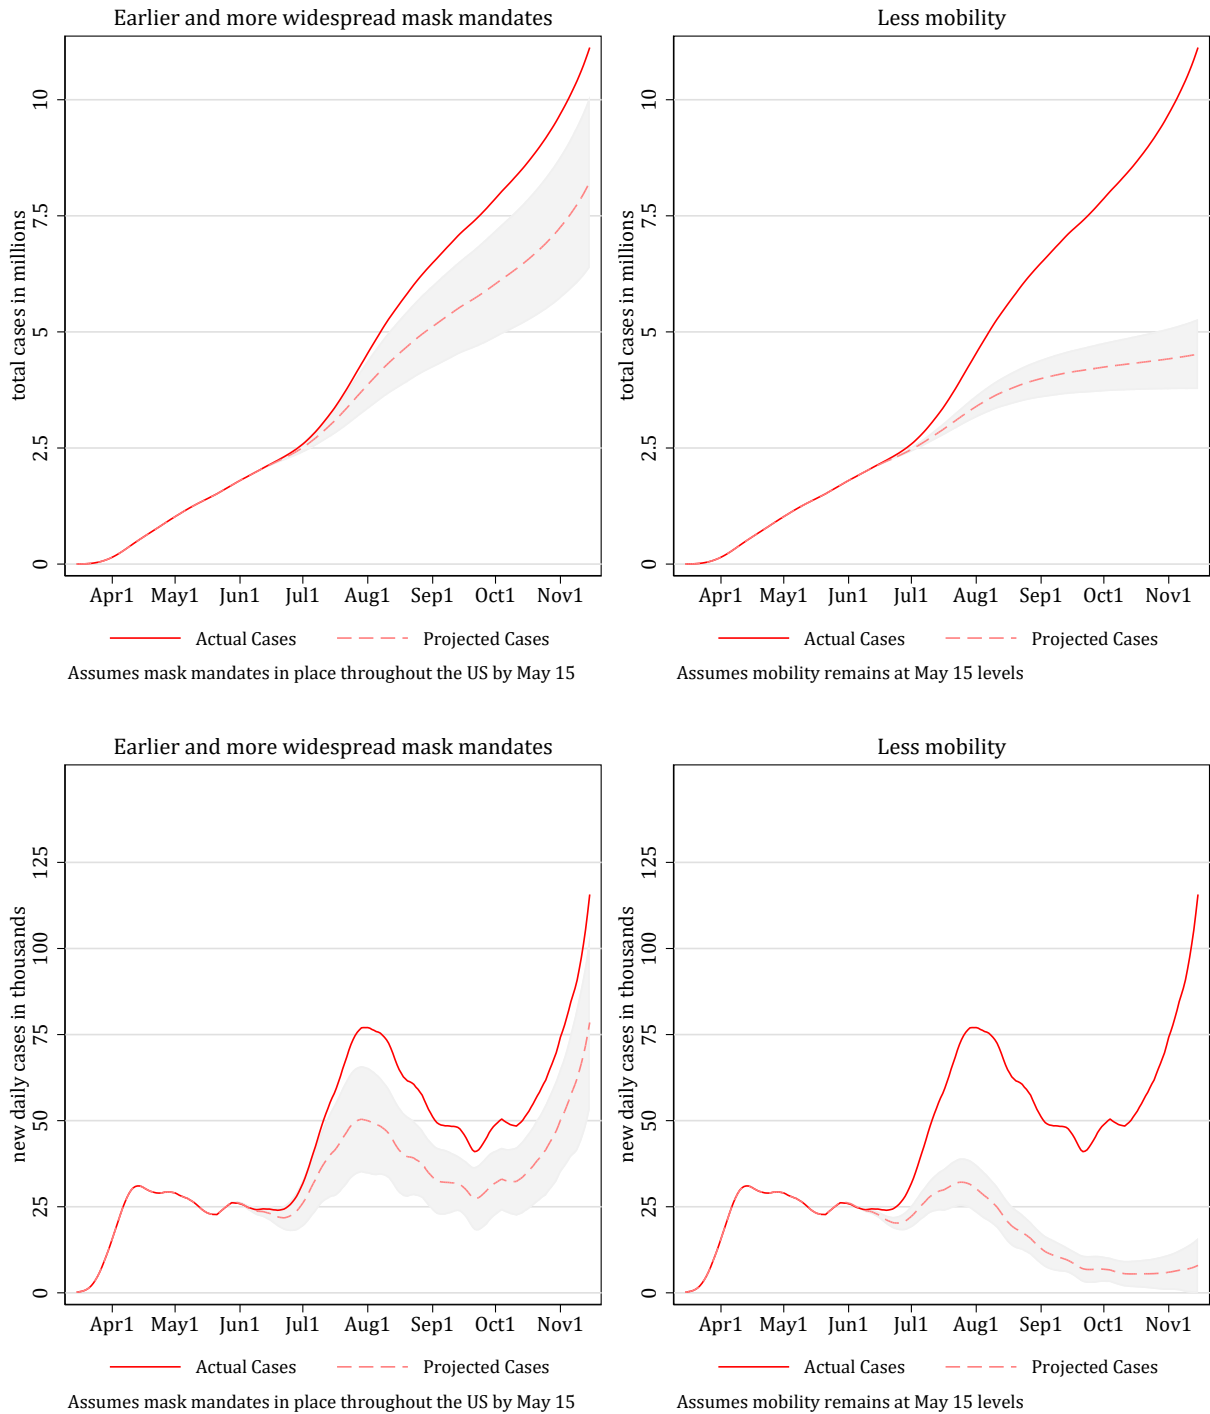 Earlier and more widespread mask mandates
total cases in millions
10
7.5
5
2.5
0
Apr1 May1 Jun1 Jul1 Aug1 Sep1 Oct1 Nov1
Actual Cases Projected Cases
Assumes mask mandates in place throughout the US by May 15
Less mobility
total cases in millions
10
7.5
5
2.5
0
Apr1 May1 Jun1 Jul1 Aug1 Sep1 Oct1 Nov1
Actual Cases Projected Cases
Assumes mobility remains at May 15 levels
Earlier and more widespread mask mandates
new daily cases in thousands
125
100
75
50
25
0
Apr1 May1 Jun1 Jul1 Aug1 Sep1 Oct1 Nov1
Actual Cases Projected Cases
Assumes mask mandates in place throughout the US by May 15
Less mobility
new daily cases in thousands
125
100
75
50
25
0
Apr1 May1 Jun1 Jul1 Aug1 Sep1 Oct1 Nov1
Actual Cases Projected Cases
Assumes mobility remains at May 15 levels